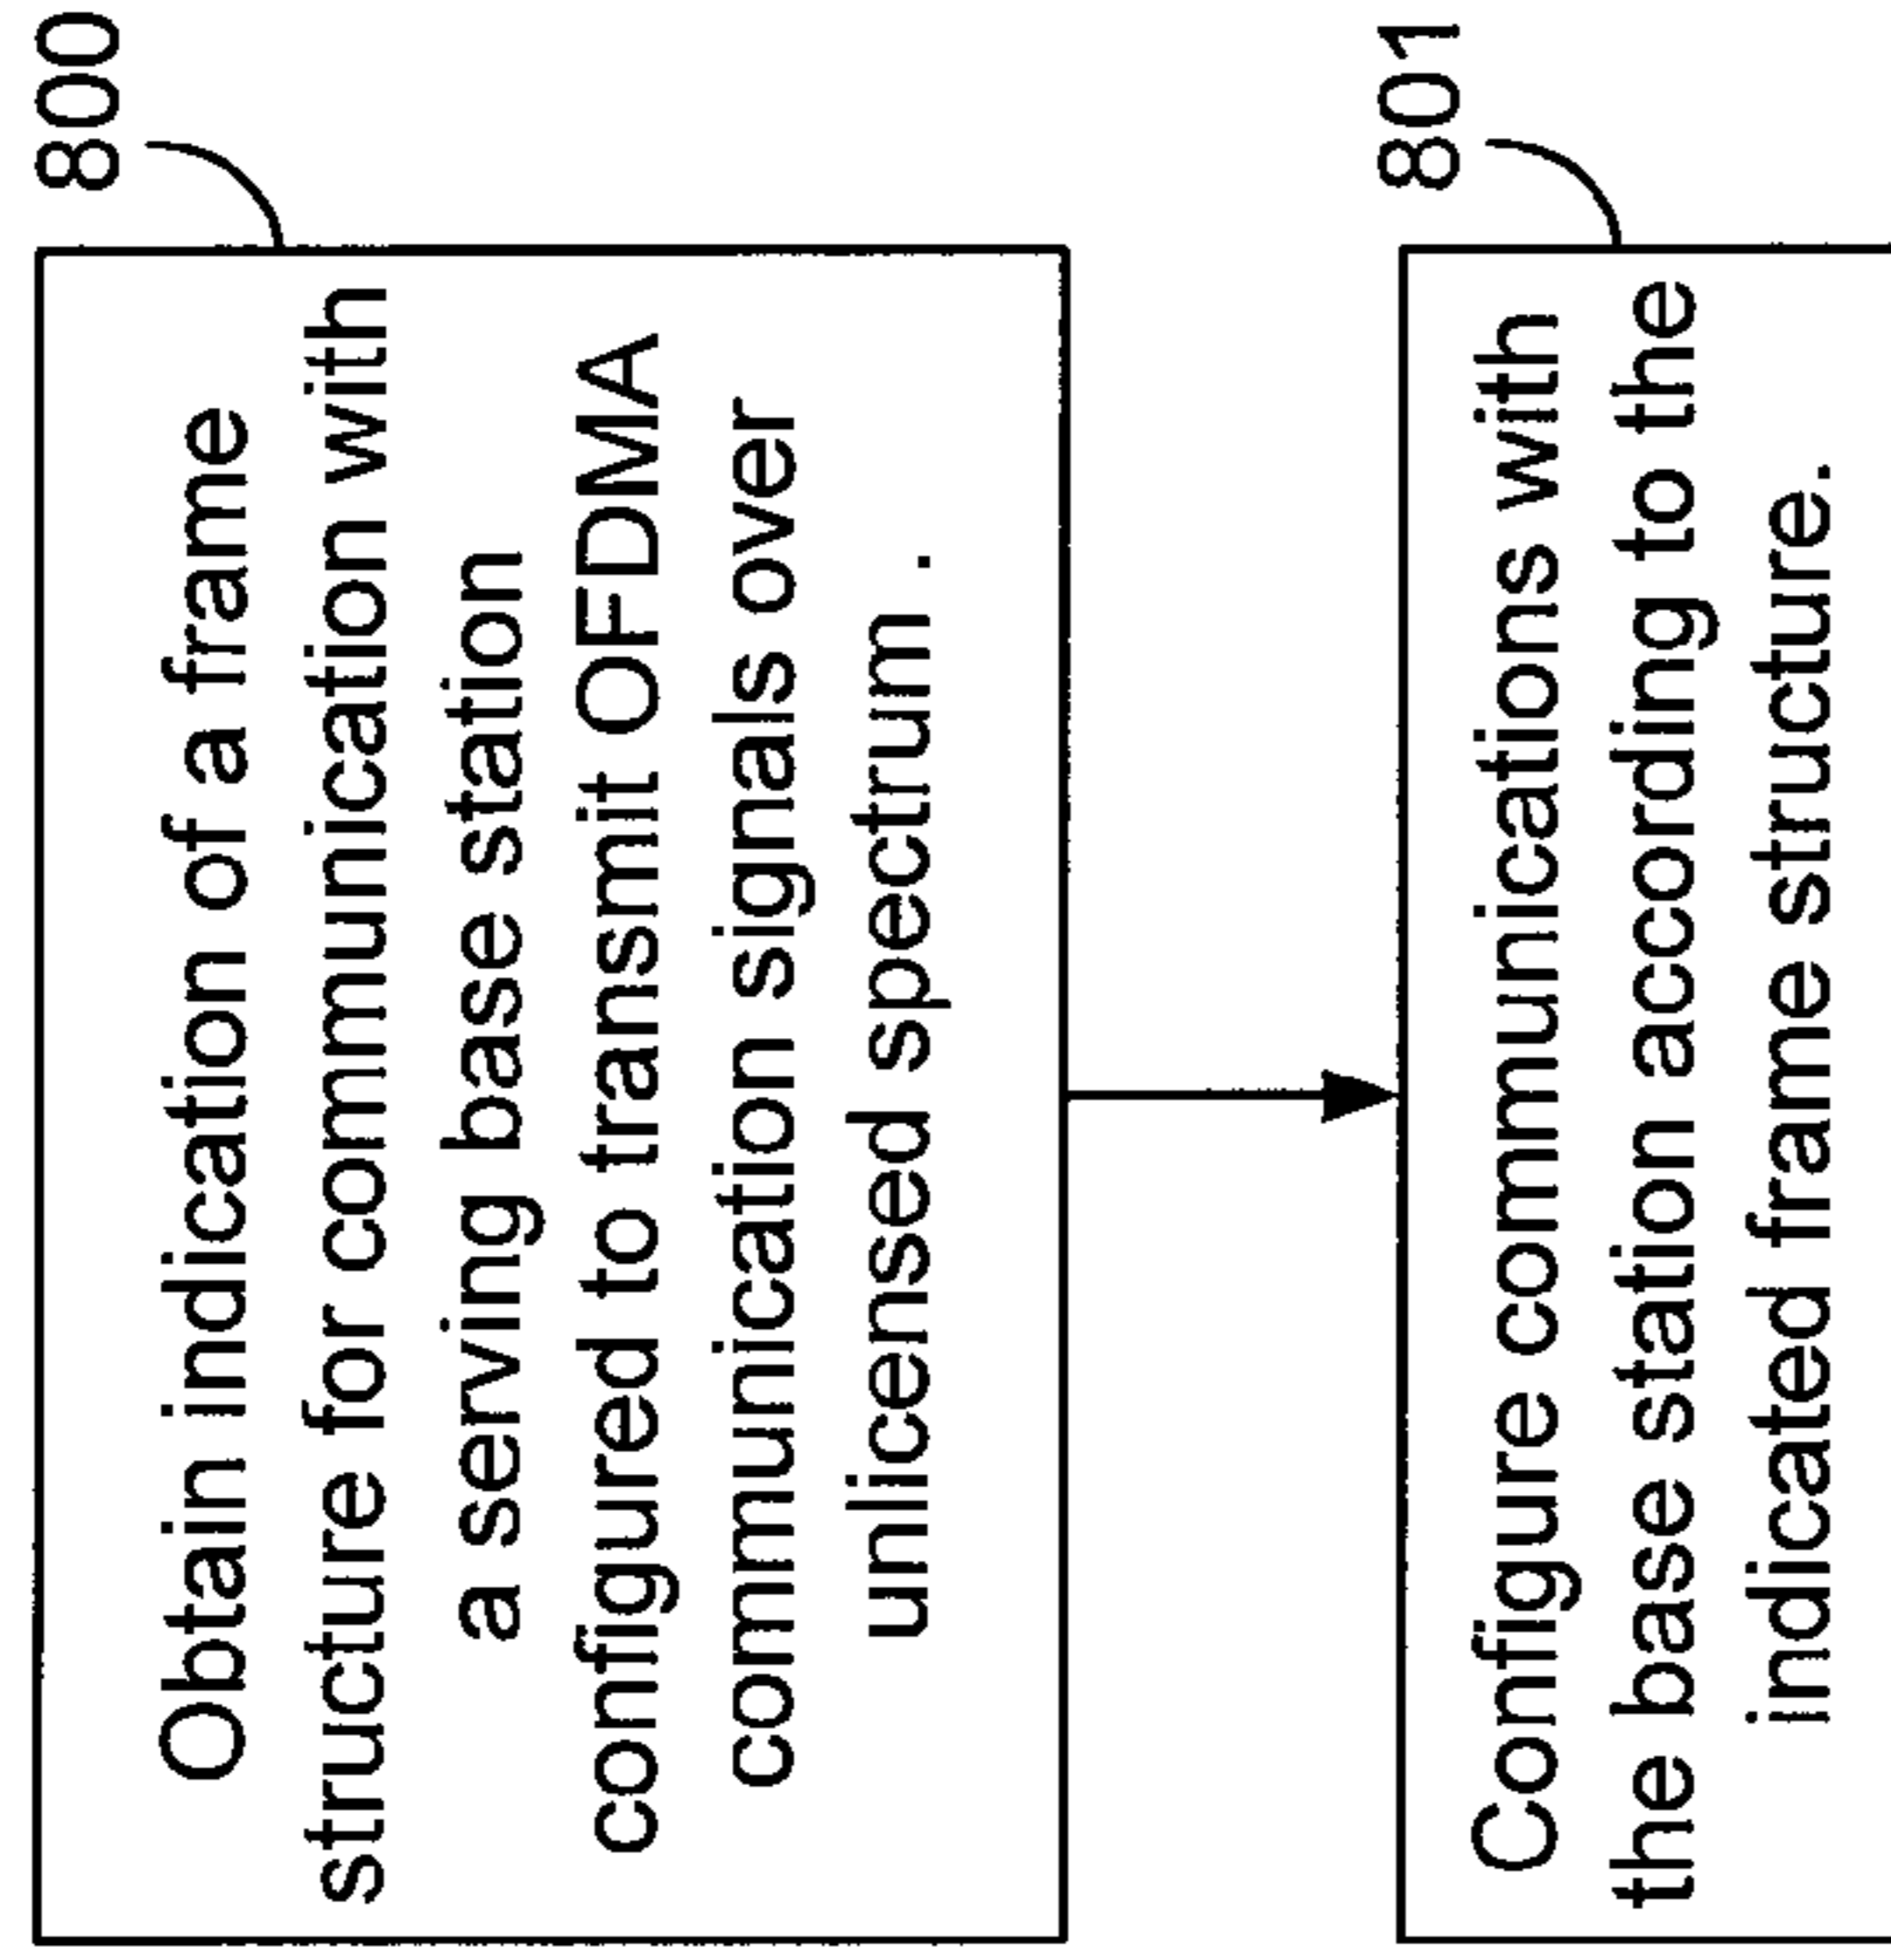 800
Obtain indication of a frame
structure for communication with
a serving base station
configured to transmit OFDMA
communication signals over
unlicensed spectrum .
801
Configure communications with
the base station according to the
indicated frame structure.